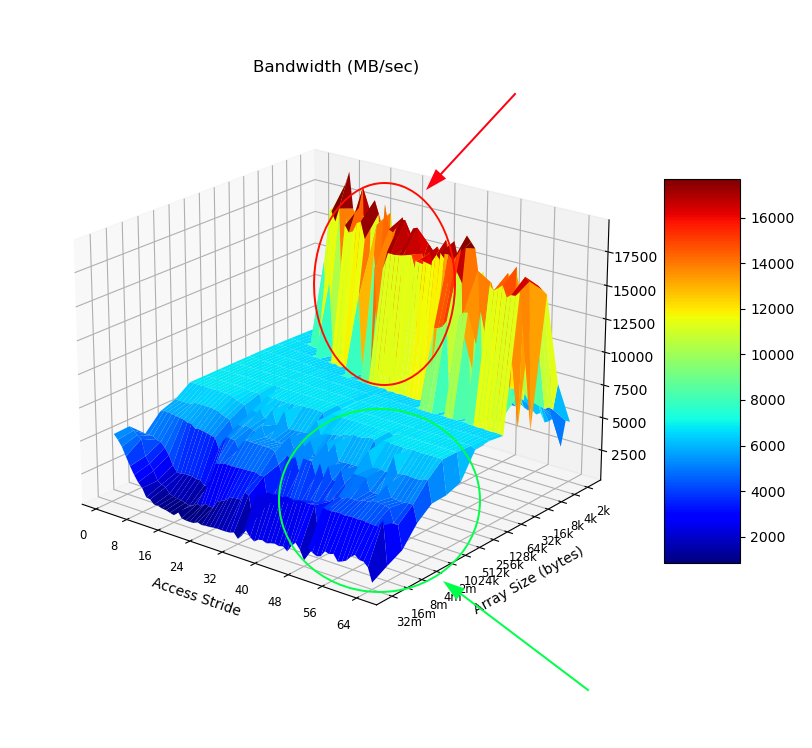 Bandwidth (MB/sec)
17500
15000
12500
10000
7500
5000
2500
16000
14000
12000
10000
8000
6000
4000
2000
0
8
16
24
32
40
48
56
64
Access Stride
2k
4k
8k
16k
32k
64k
128k
256k
512k
1024k
2m
4m
8m
16m
32m
Array Size (bytes)